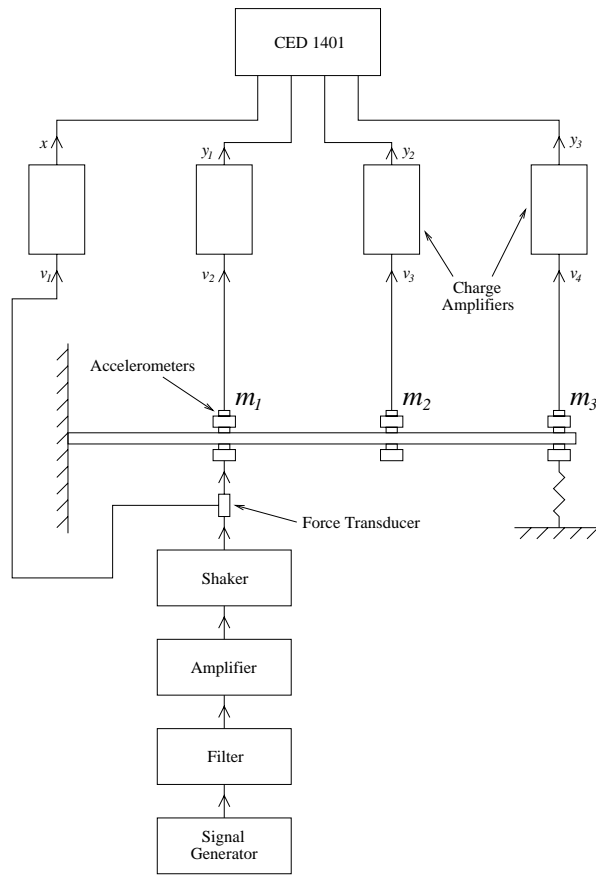 CED 1401
x
y1
y2
y3
v1
v2
v3
v4
Charge
Amplifiers
Accelerometers
m1
m2
m3
Force Transducer
Shaker
Amplifier
Filter
Signal
Generator